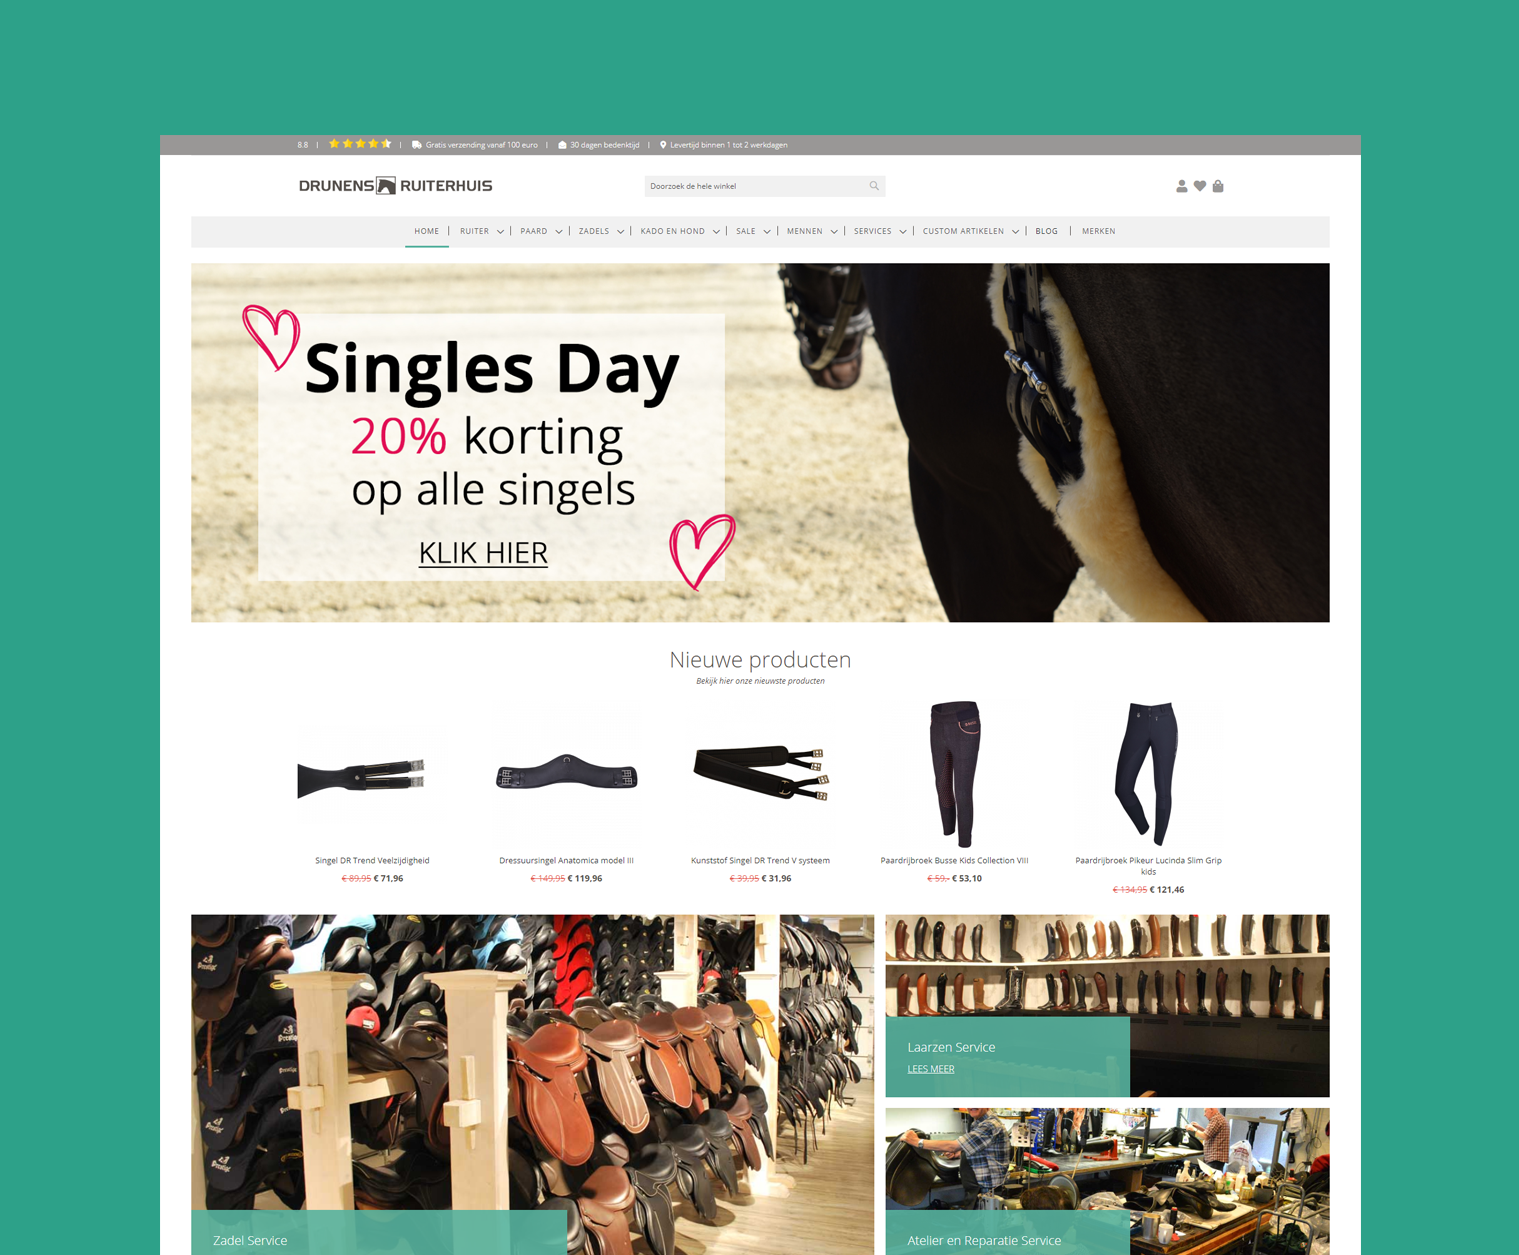 8.8 | Gratis verzending vanaf 100 euro | 30 dagen bedenktijd | Levertijd binnen 1 tot 2 werkdagen
DRUNENS RUITERHUIS
Doorzoek de hele winkel
HOME | RUITER | PAARD | ZADELS | KADO EN HOND | SALE | MENNEN | SERVICES | CUSTOM ARTIKELEN | BLOG | MERKEN
Singles Day
20% korting
op alle singels
KLIK HIER
Nieuwe producten
Bekijk hier onze nieuwste producten
Singel DR Trend Veelzijdigheid
€ 89,95 € 71,96
Dressuursingel Anatomica model III
€ 149,95 € 119,96
Kunststof Singel DR Trend V systeem
€ 39,95 € 31,96
Paardrijbroek Busse Kids Collection VIII
€ 59,- € 53,10
Paardrijbroek Pikeur Lucinda Slim Grip
kids
€ 134,95 € 121,46
Prestige
Prestige
Laarzen Service
LEES MEER
Zadel Service
Atelier en Reparatie Service